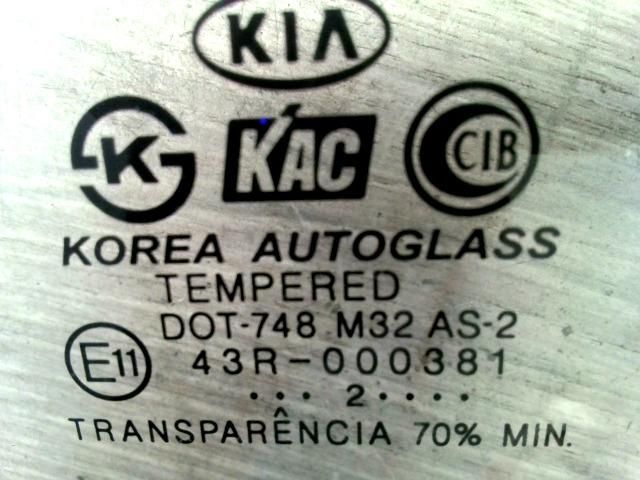 KIA
K KAC CIB
KOREA AUTOGLASS
TEMPERED
DOT-748 M32 AS-2
E11 43R-000381
••• 2 ••••
TRANSPARÊNCIA 70% MIN.